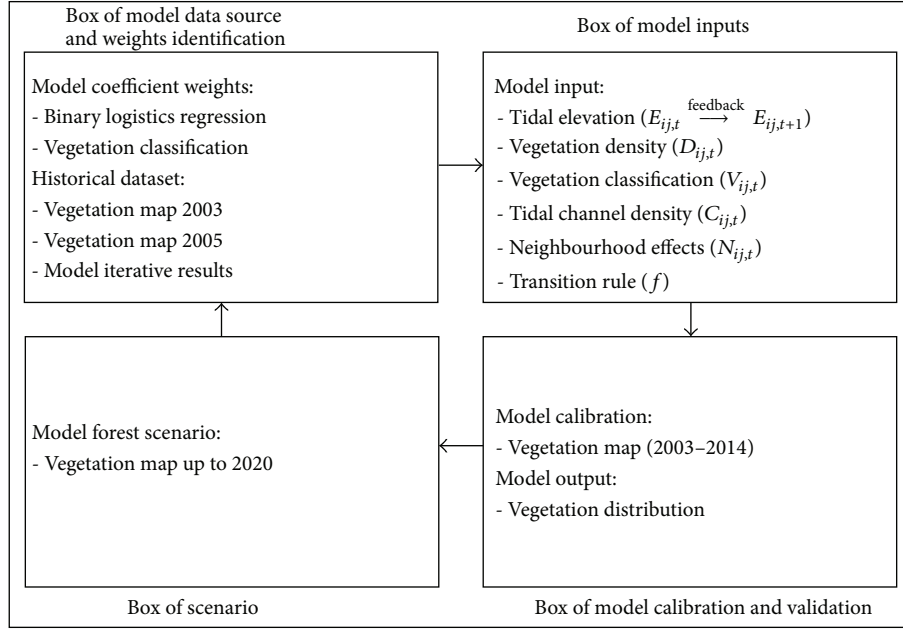 Box of model data source
and weights identification
Model coefficient weights:
- Binary logistics regression
- Vegetation classification
Historical dataset:
- Vegetation map 2003
- Vegetation map 2005
- Model iterative results
Box of model inputs
Model input:
- Tidal elevation (E_{ij,t} \xrightarrow{feedback} E_{ij,t+1})
- Vegetation density (D_{ij,t})
- Vegetation classification (V_{ij,t})
- Tidal channel density (C_{ij,t})
- Neighbourhood effects (N_{ij,t})
- Transition rule (f)
Model forest scenario:
- Vegetation map up to 2020
Box of scenario
Model calibration:
- Vegetation map (2003–2014)
Model output:
- Vegetation distribution
Box of model calibration and validation